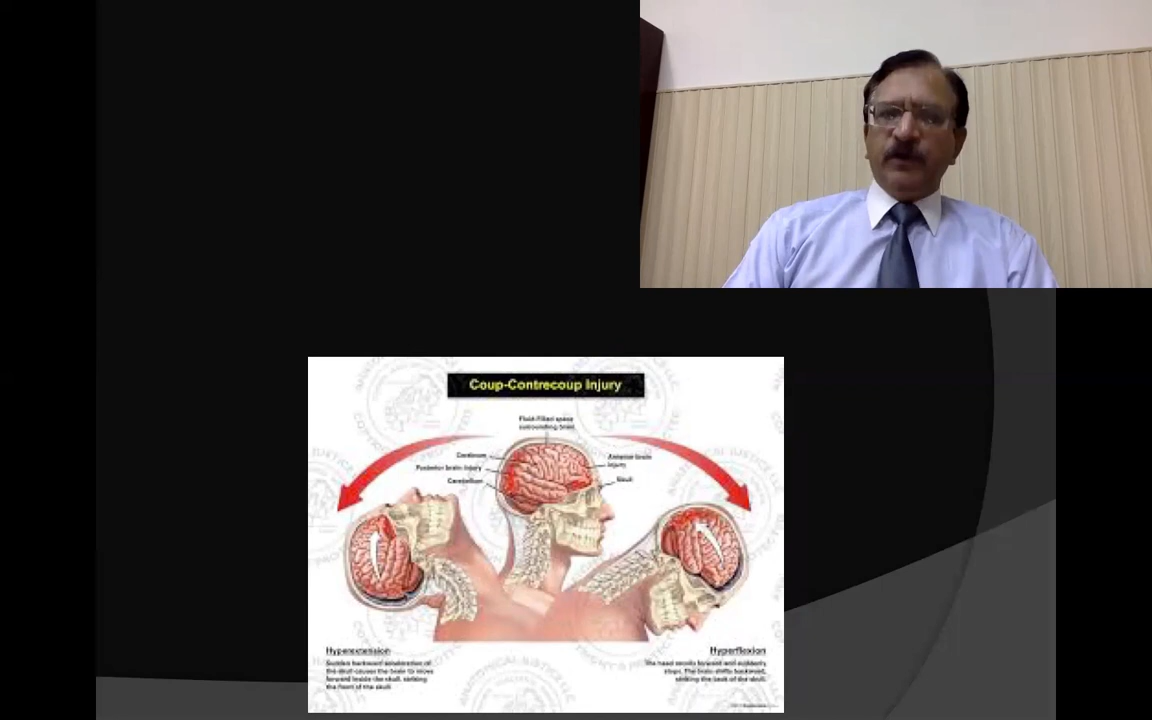 Coup-Contrecoup Injury
Fluid-Filled space
surrounding brain
Cerebrum
Posterior brain injury
Cerebellum
Anterior brain
injury
Skull
Hyperextension
Sudden backward acceleration of
the skull causes the brain to move
forward inside the skull, striking
the front of the skull.
Hyperflexion
The head recoils forward and suddenly
stops. The brain shifts backward,
striking the back of the skull.